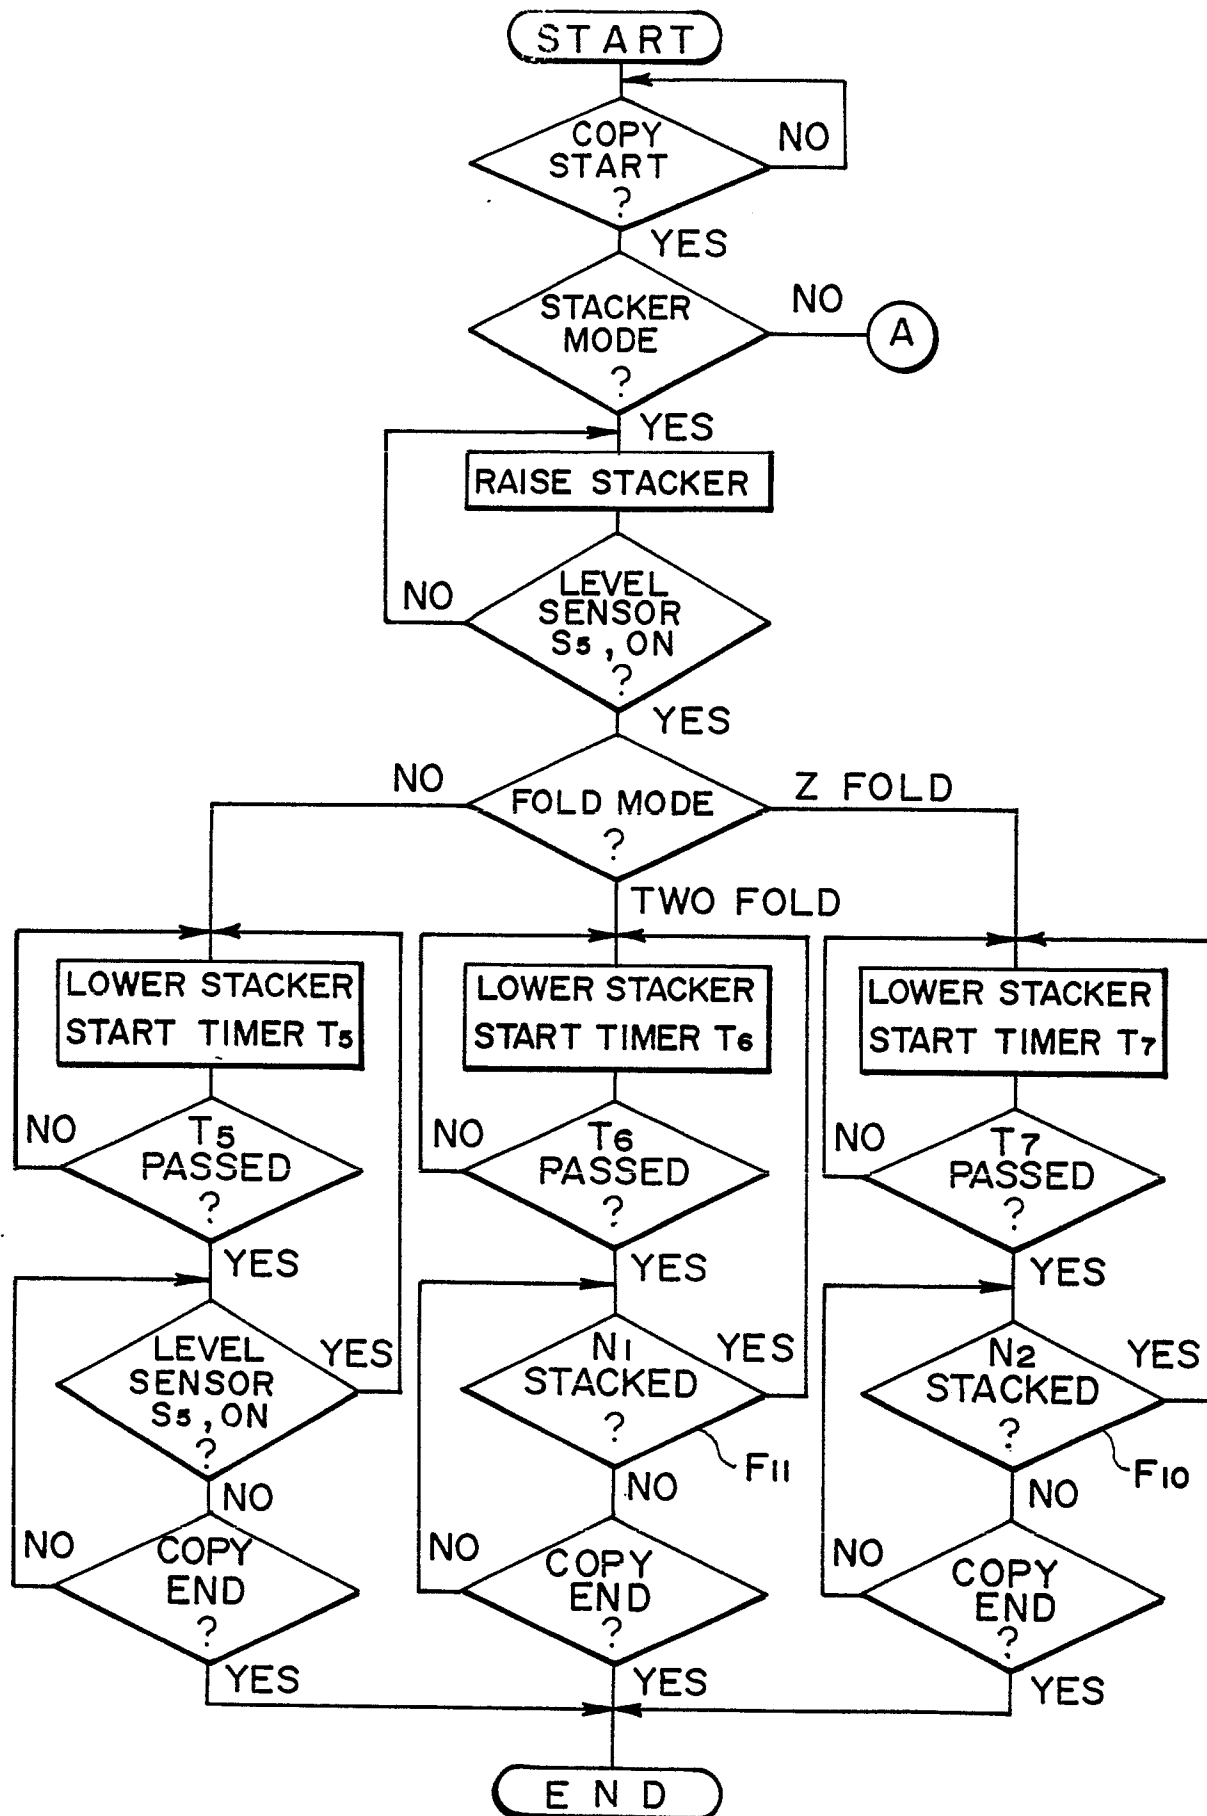 START
COPY
START
?
NO
YES
STACKER
MODE
?
NO
A
YES
RAISE STACKER
LEVEL
SENSOR
S5, ON
?
NO
YES
FOLD MODE
?
NO
Z FOLD
TWO FOLD
LOWER STACKER
START TIMER T5
T5
PASSED
?
NO
YES
LEVEL
SENSOR
S5, ON
?
YES
NO
COPY
END
?
NO
YES
LOWER STACKER
START TIMER T6
T6
PASSED
?
NO
YES
N1
STACKED
?
YES
F11
NO
COPY
END
?
NO
YES
LOWER STACKER
START TIMER T7
T7
PASSED
?
NO
YES
N2
STACKED
?
YES
F10
NO
COPY
END
?
NO
YES
END